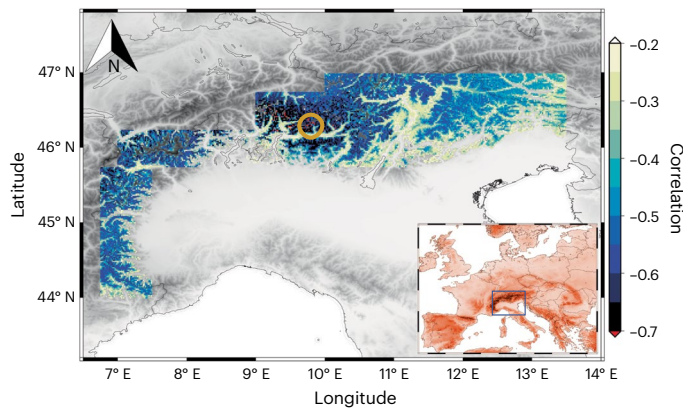 N
47° N
46° N
45° N
44° N
Latitude
7° E 8° E 9° E 10° E 11° E 12° E 13° E 14° E
Longitude
−0.2
−0.3
−0.4
−0.5
−0.6
−0.7
Correlation